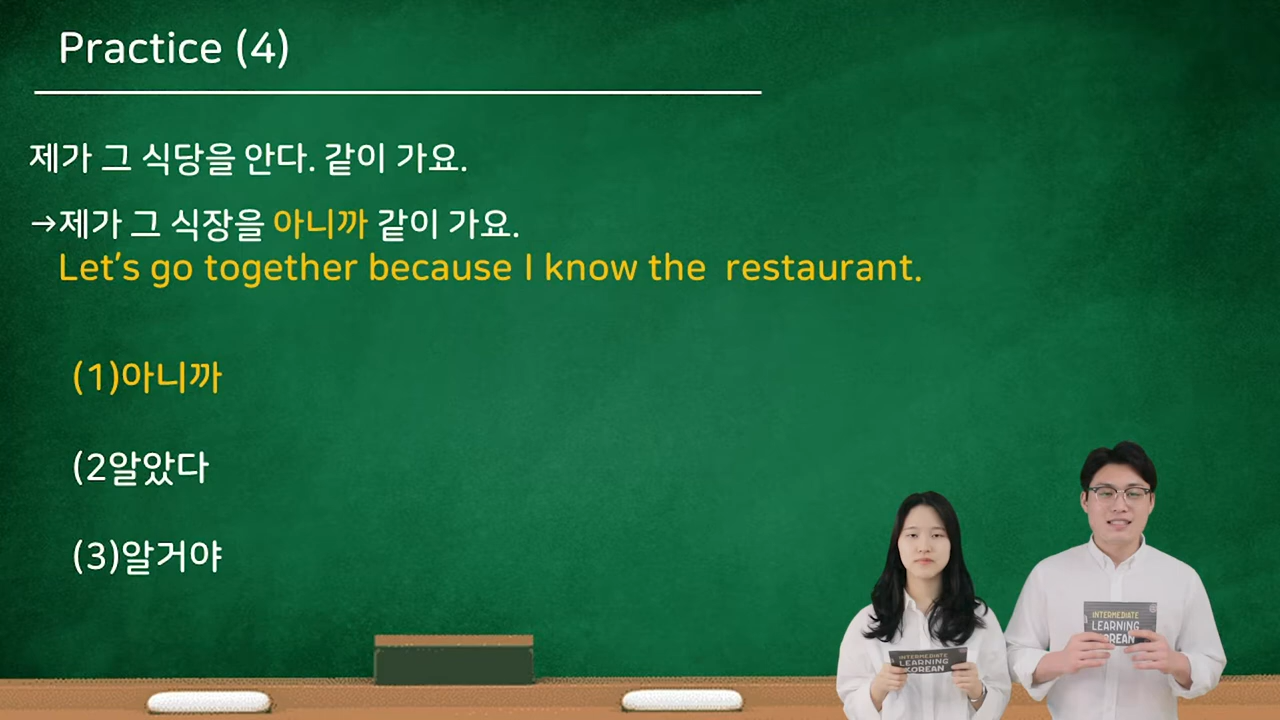 Practice (4)
제가 그 식당을 안다. 같이 가요.
→제가 그 식장을 아니까 같이 가요.
Let's go together because I know the restaurant.
(1)아니까
(2알았다
(3)알거야
INTERMEDIATE
LEARNING
KOREAN
INTERMEDIATE
LEARNING
KOREAN